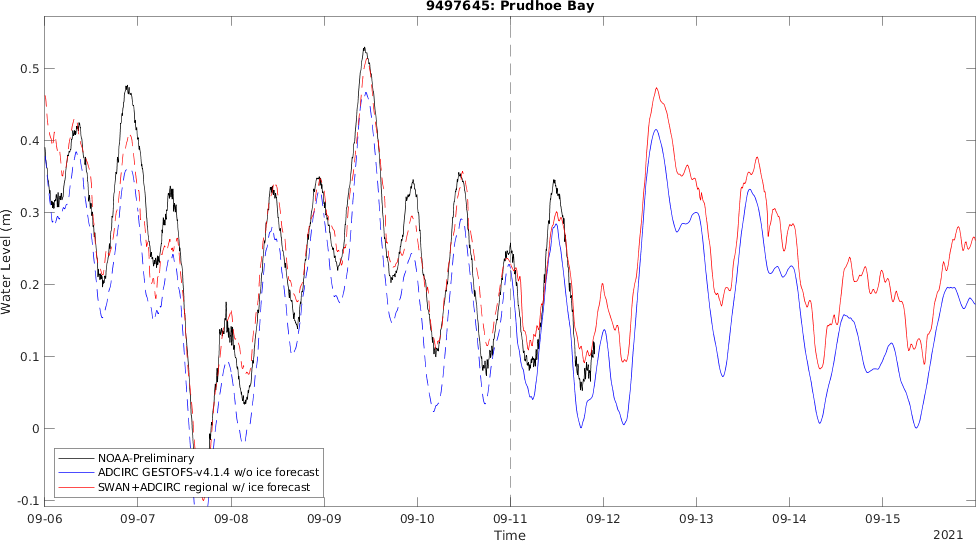 9497645: Prudhoe Bay
Water Level (m)
0.5
0.4
0.3
0.2
0.1
0
-0.1
NOAA-Preliminary
ADCIRC GESTOFS-v4.1.4 w/o ice forecast
SWAN+ADCIRC regional w/ ice forecast
09-06 09-07 09-08 09-09 09-10 09-11 09-12 09-13 09-14 09-15
Time
2021